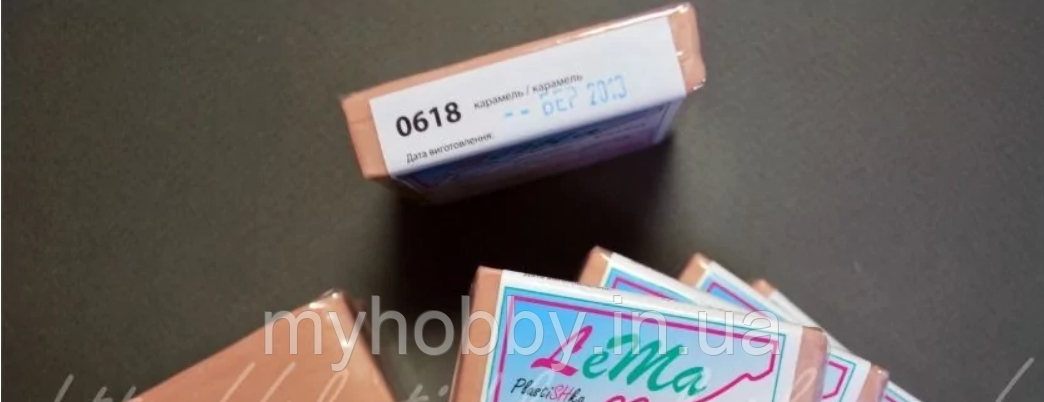 0618 карамель / карамель
Дата виготовлення:
-- ВЕР 2013
myhobby.in.ua
LeMa
PlastiSHka